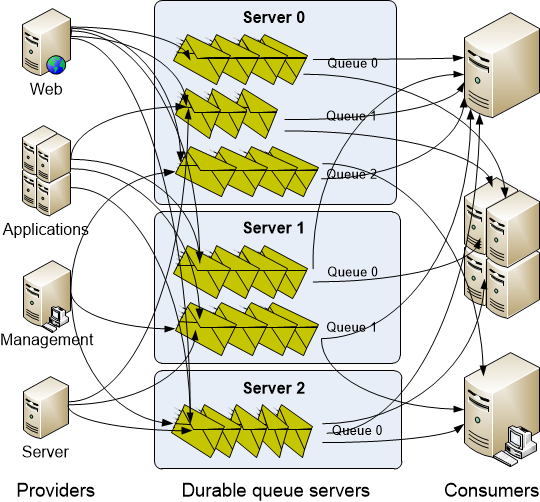 Server 0
Queue 0
Web
Queue 1
Queue 2
Applications
Server 1
Queue 0
Management
Queue 1
Server 2
Queue 0
Server
Providers
Durable queue servers
Consumers